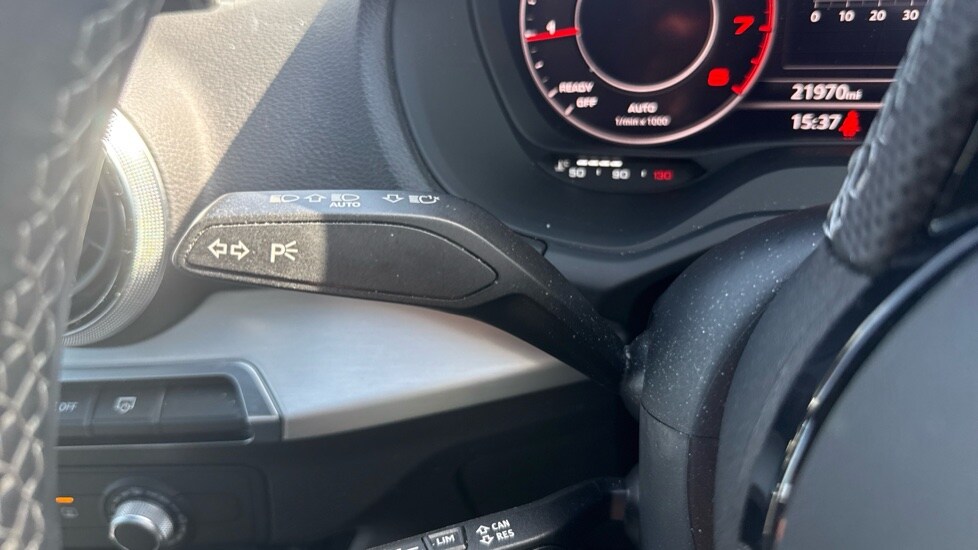 0 10 20 30
7
8
READY
OFF
AUTO
1/min x 1000
21970mi
15:37
50 90 130
AUTO
P
OFF
LIM
CAN
RES